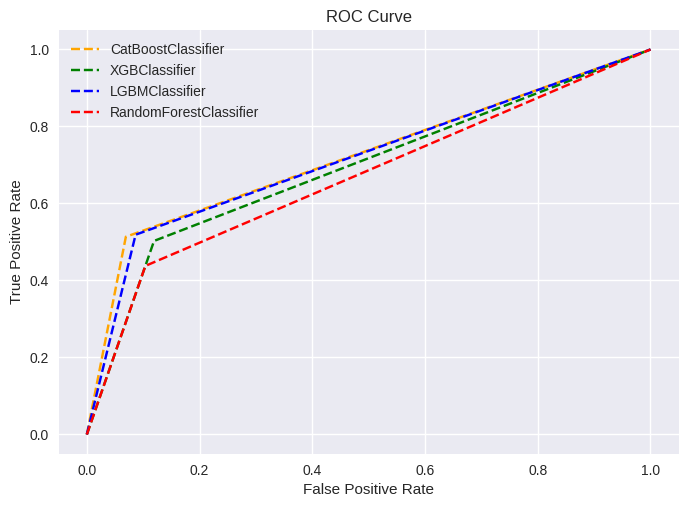 ROC Curve
CatBoostClassifier
XGBClassifier
LGBMClassifier
RandomForestClassifier
True Positive Rate
1.0
0.8
0.6
0.4
0.2
0.0
0.0 0.2 0.4 0.6 0.8 1.0
False Positive Rate